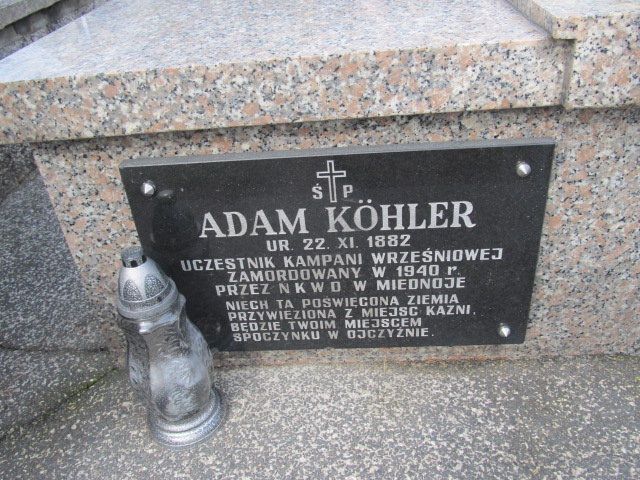 Ś P
ADAM KÖHLER
UR. 22. XI. 1882
UCZESTNIK KAMPANI WRZEŚNIOWEJ
ZAMORDOWANY W 1940 r.
PRZEZ NKWD W MIEDNOJE
NIECH TA POŚWIĘCONA ZIEMIA
PRZYWIEZIONA Z MIEJSC KAŹNI,
BĘDZIE TWOIM MIEJSCEM
SPOCZYNKU W OJCZYŹNIE.